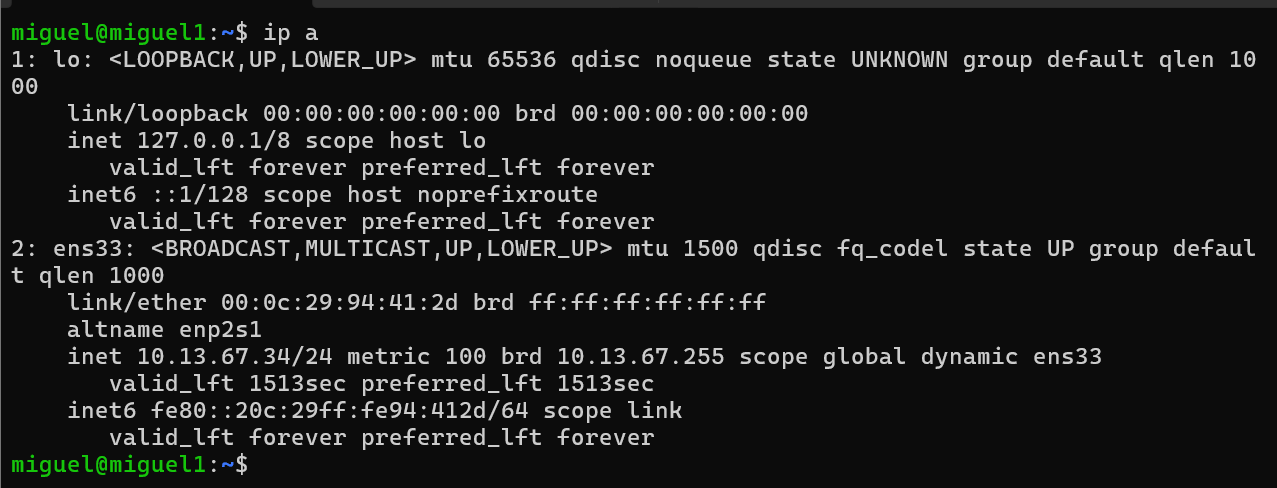 miguel@miguel1:~$ ip a
1: lo: <LOOPBACK,UP,LOWER_UP> mtu 65536 qdisc noqueue state UNKNOWN group default qlen 10
00
    link/loopback 00:00:00:00:00:00 brd 00:00:00:00:00:00
    inet 127.0.0.1/8 scope host lo
       valid_lft forever preferred_lft forever
    inet6 ::1/128 scope host noprefixroute
       valid_lft forever preferred_lft forever
2: ens33: <BROADCAST,MULTICAST,UP,LOWER_UP> mtu 1500 qdisc fq_codel state UP group defaul
t qlen 1000
    link/ether 00:0c:29:94:41:2d brd ff:ff:ff:ff:ff:ff
    altname enp2s1
    inet 10.13.67.34/24 metric 100 brd 10.13.67.255 scope global dynamic ens33
       valid_lft 1513sec preferred_lft 1513sec
    inet6 fe80::20c:29ff:fe94:412d/64 scope link
       valid_lft forever preferred_lft forever
miguel@miguel1:~$